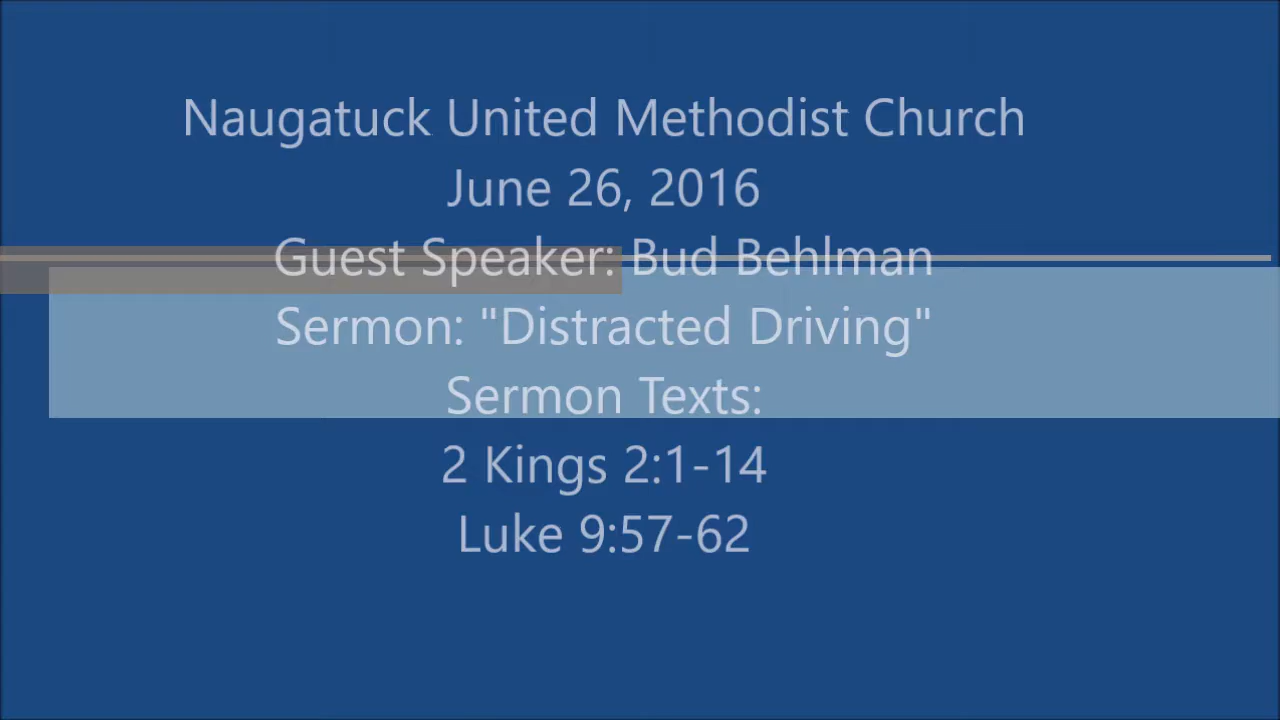 Naugatuck United Methodist Church
June 26, 2016
Guest Speaker: Bud Behlman
Sermon: "Distracted Driving"
Sermon Texts:
2 Kings 2:1-14
Luke 9:57-62